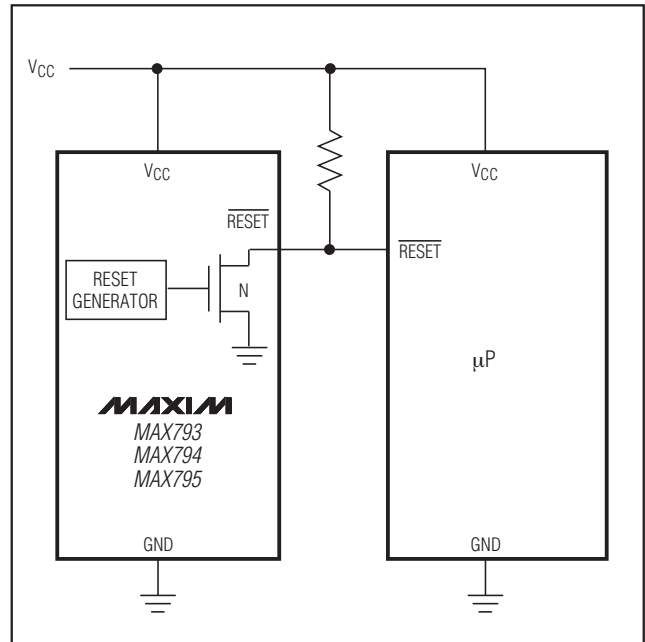 VCC
VCC
RESET
RESET
GENERATOR
N
MAXIM
MAX793
MAX794
MAX795
GND
VCC
RESET
μP
GND